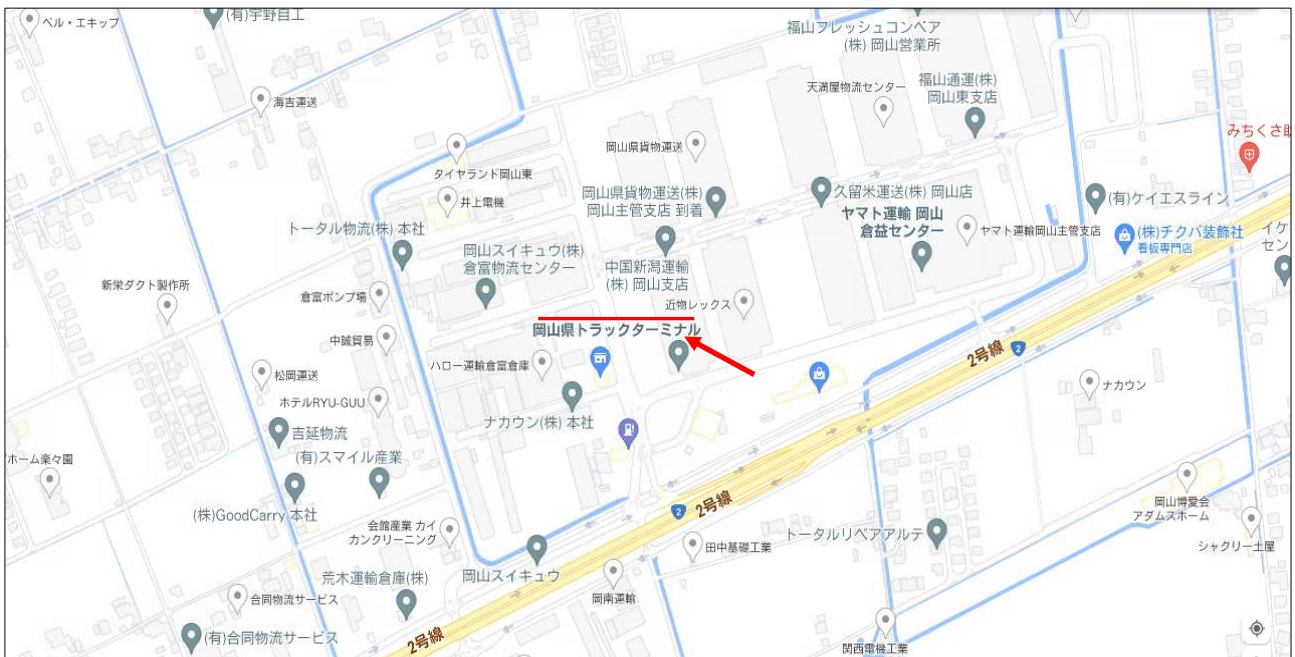 ベル・エキップ
(有)宇野自工
福山フレッシュコンベア
(株) 岡山営業所
天満屋物流センター
福山通運(株)
岡山東支店
海吉運送
みちくさ助
岡山県貨物運送
タイヤランド岡山東
井上電機
岡山県貨物運送(株)
岡山主管支店 到着
久留米運送(株) 岡山店
(有)ケイエスライン
ヤマト運輸 岡山
倉益センター
ヤマト運輸岡山主管支店
(株)チクバ装飾社
看板専門店
イケ
セン
トータル物流(株) 本社
岡山スイキュウ(株)
倉富物流センター
中国新潟運輸
(株) 岡山支店
新栄ダクト製作所
倉富ポンプ場
近物レックス
岡山県トラックターミナル
中誠貿易
ハロー運輸倉富倉庫
2号線
2
松岡運送
ナカウン
ホテルRYU-GUU
ナカウン(株) 本社
吉延物流
(有)スマイル産業
ホーム楽々園
岡山博愛会
アダムスホーム
(株)GoodCarry 本社
2
2号線
会館産業 カイ
カンクリーニング
トータルリペアアルテ
シャクリー土屋
田中基礎工業
岡山スイキュウ
荒木運輸倉庫(株)
岡南運輸
合同物流サービス
(有)合同物流サービス
2号線
関西電機工業